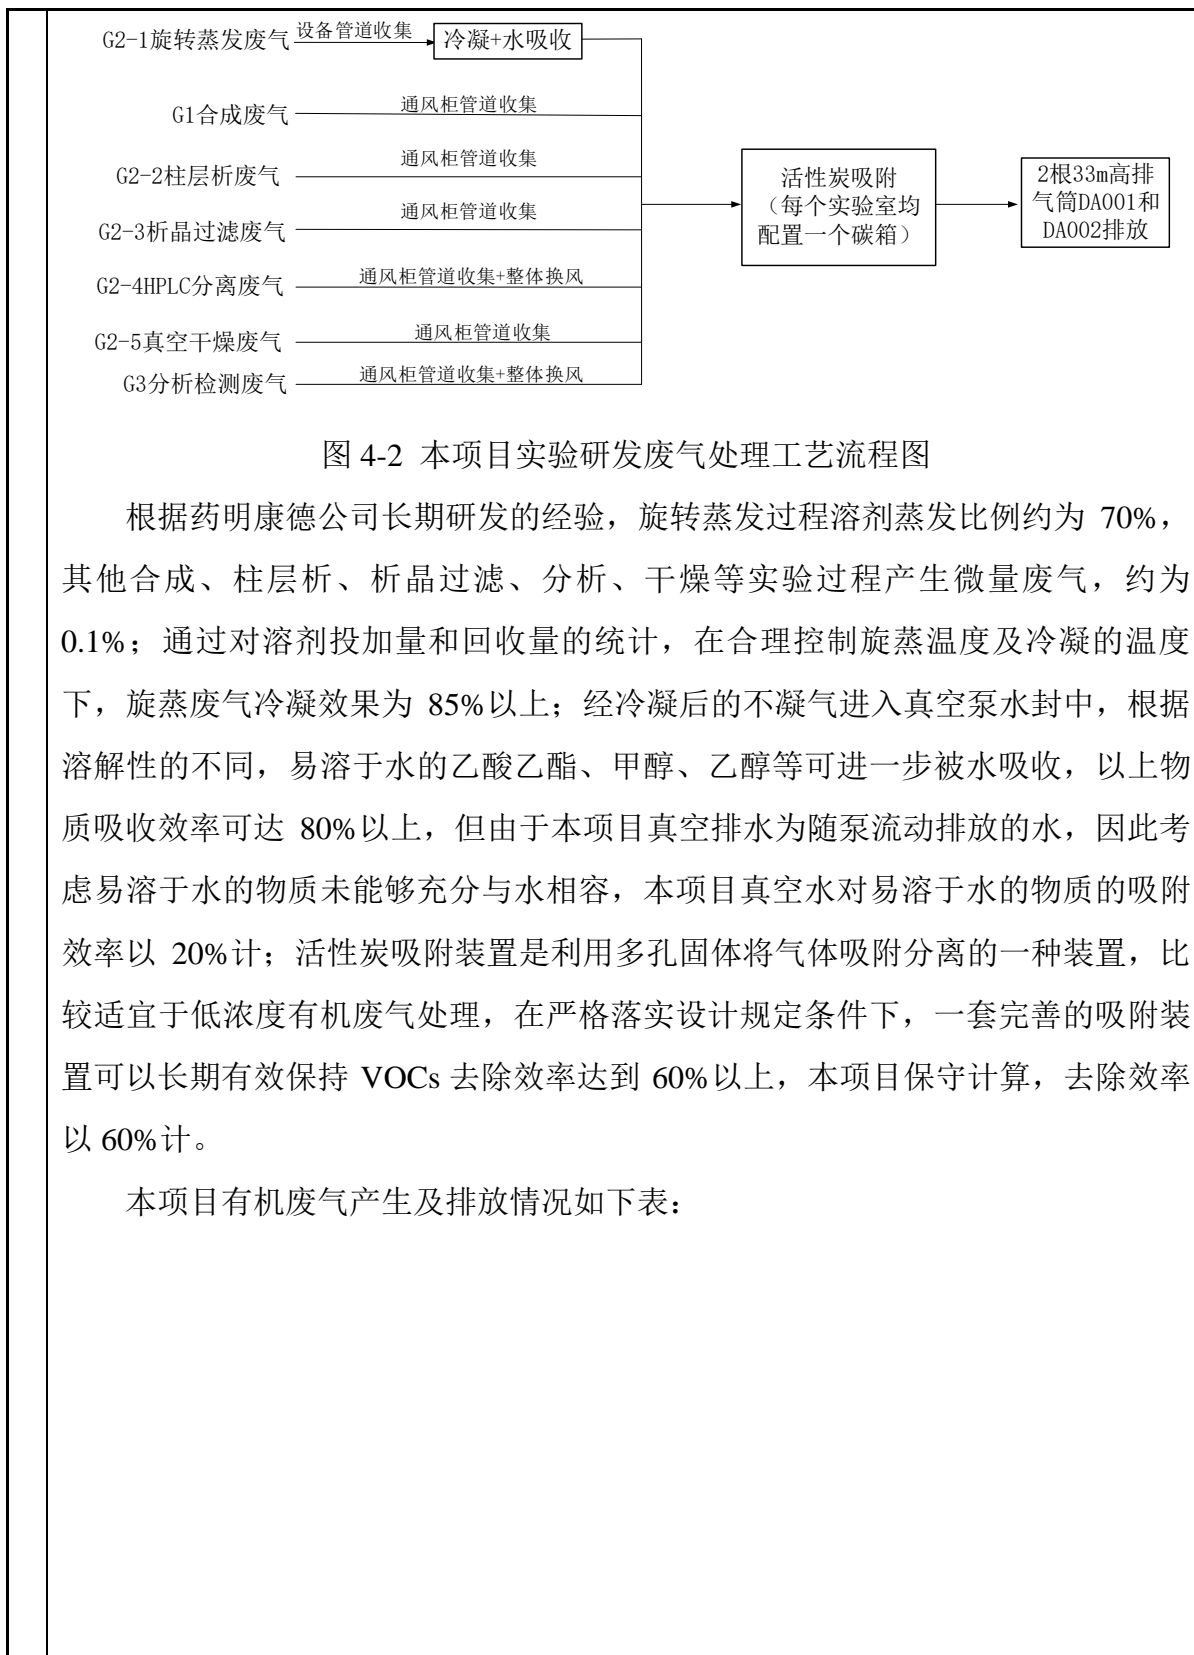 G2-1旋转蒸发废气
设备管道收集
冷凝+水吸收
G1合成废气
通风柜管道收集
G2-2柱层析废气
通风柜管道收集
G2-3析晶过滤废气
通风柜管道收集
G2-4HPLC分离废气
通风柜管道收集+整体换风
G2-5真空干燥废气
通风柜管道收集
G3分析检测废气
通风柜管道收集+整体换风
活性炭吸附
（每个实验室均
配置一个碳箱）
2根33m高排
气筒DA001和
DA002排放
图 4-2 本项目实验研发废气处理工艺流程图
根据药明康德公司长期研发的经验，旋转蒸发过程溶剂蒸发比例约为 70%，
其他合成、柱层析、析晶过滤、分析、干燥等实验过程产生微量废气，约为
0.1%；通过对溶剂投加量和回收量的统计，在合理控制旋蒸温度及冷凝的温度
下，旋蒸废气冷凝效果为 85%以上；经冷凝后的不凝气进入真空泵水封中，根据
溶解性的不同，易溶于水的乙酸乙酯、甲醇、乙醇等可进一步被水吸收，以上物
质吸收效率可达 80%以上，但由于本项目真空排水为随泵流动排放的水，因此考
虑易溶于水的物质未能够充分与水相容，本项目真空水对易溶于水的物质的吸附
效率以 20%计；活性炭吸附装置是利用多孔固体将气体吸附分离的一种装置，比
较适宜于低浓度有机废气处理，在严格落实设计规定条件下，一套完善的吸附装
置可以长期有效保持 VOCs 去除效率达到 60%以上，本项目保守计算，去除效率
以 60%计。
本项目有机废气产生及排放情况如下表：